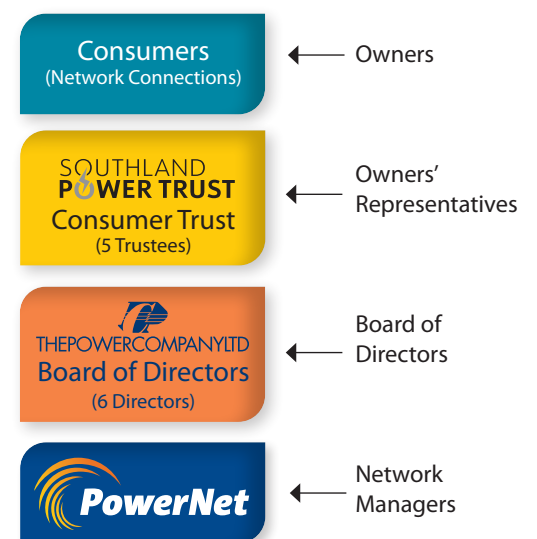 Consumers
(Network Connections)
Owners
SOUTHLAND
POWER TRUST
Consumer Trust
(5 Trustees)
Owners’
Representatives
THEPOWERCOMPANYLTD
Board of Directors
(6 Directors)
Board of
Directors
PowerNet
Network
Managers